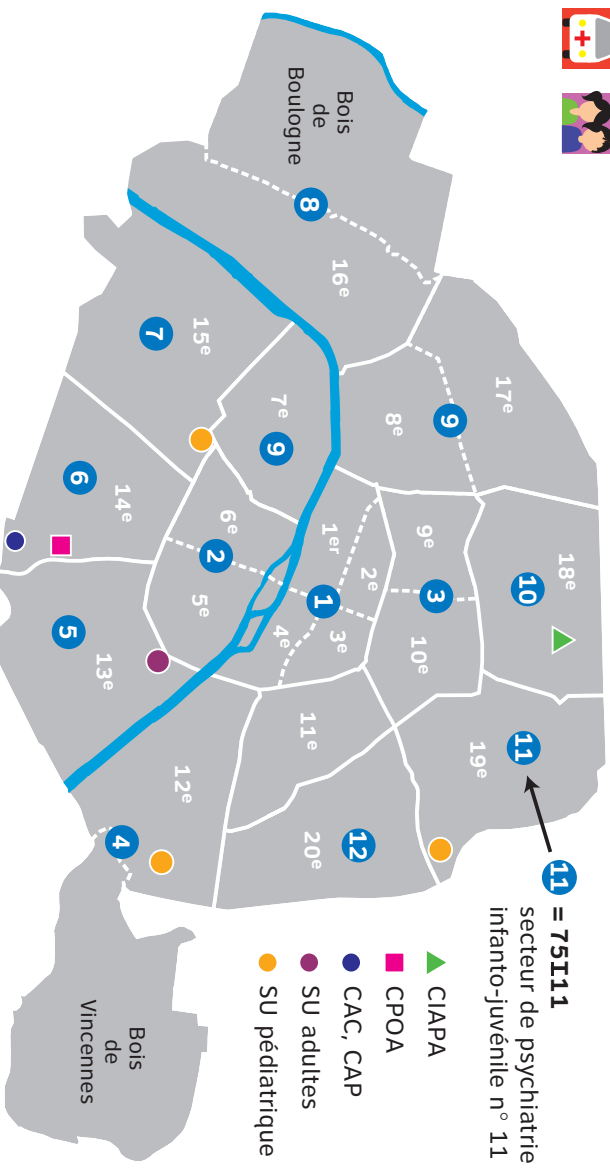 11 = 75I11
secteur de psychiatrie
infanto-juvénile n° 11
CIAPA
CPOA
CAC, CAP
SU adultes
SU pédiatrique
18e
10
11
17e
19e
9
3
9e
10e
8e
12
Bois
de
Boulogne
16e
8
2e
3e
1er
1
20e
11e
4e
7e
9
6e
2
5e
15e
7
12e
4
14e
6
13e
5
Bois
de
Vincennes